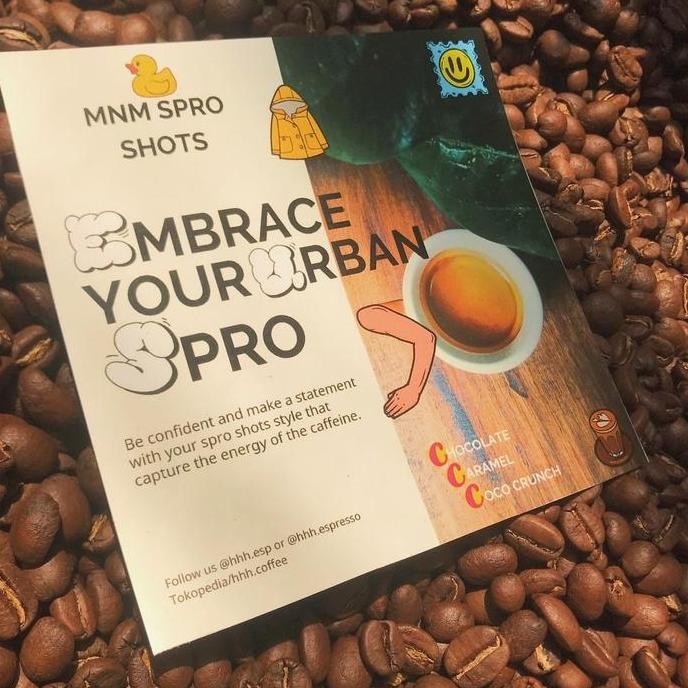 MNM SPRO
SHOTS
EMBRACE
YOUR URBAN
SPRO
Be confident and make a statement
with your spro shots style that
capture the energy of the caffeine.
CHOCOLATE
CARAMEL
COCO CRUNCH
Follow us @hhh.esp or @hhh.espresso
Tokopedia/hhh.coffee